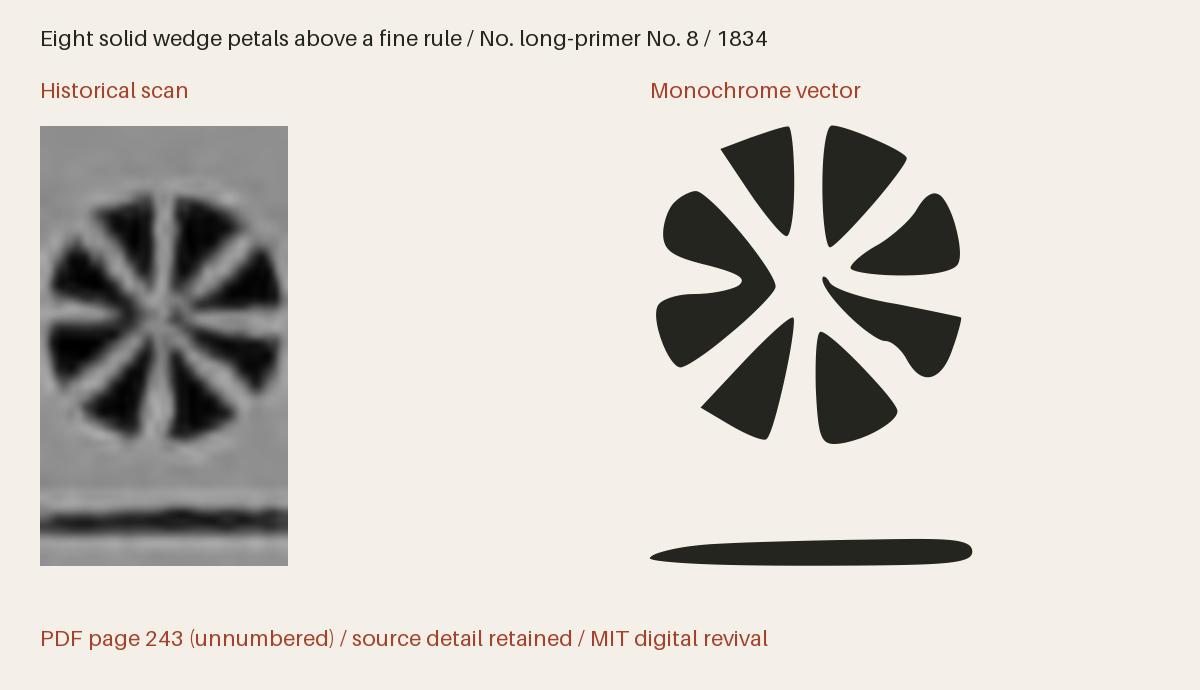 Eight solid wedge petals above a fine rule / No. long-primer No. 8 / 1834
Historical scan
Monochrome vector
PDF page 243 (unnumbered) / source detail retained / MIT digital revival